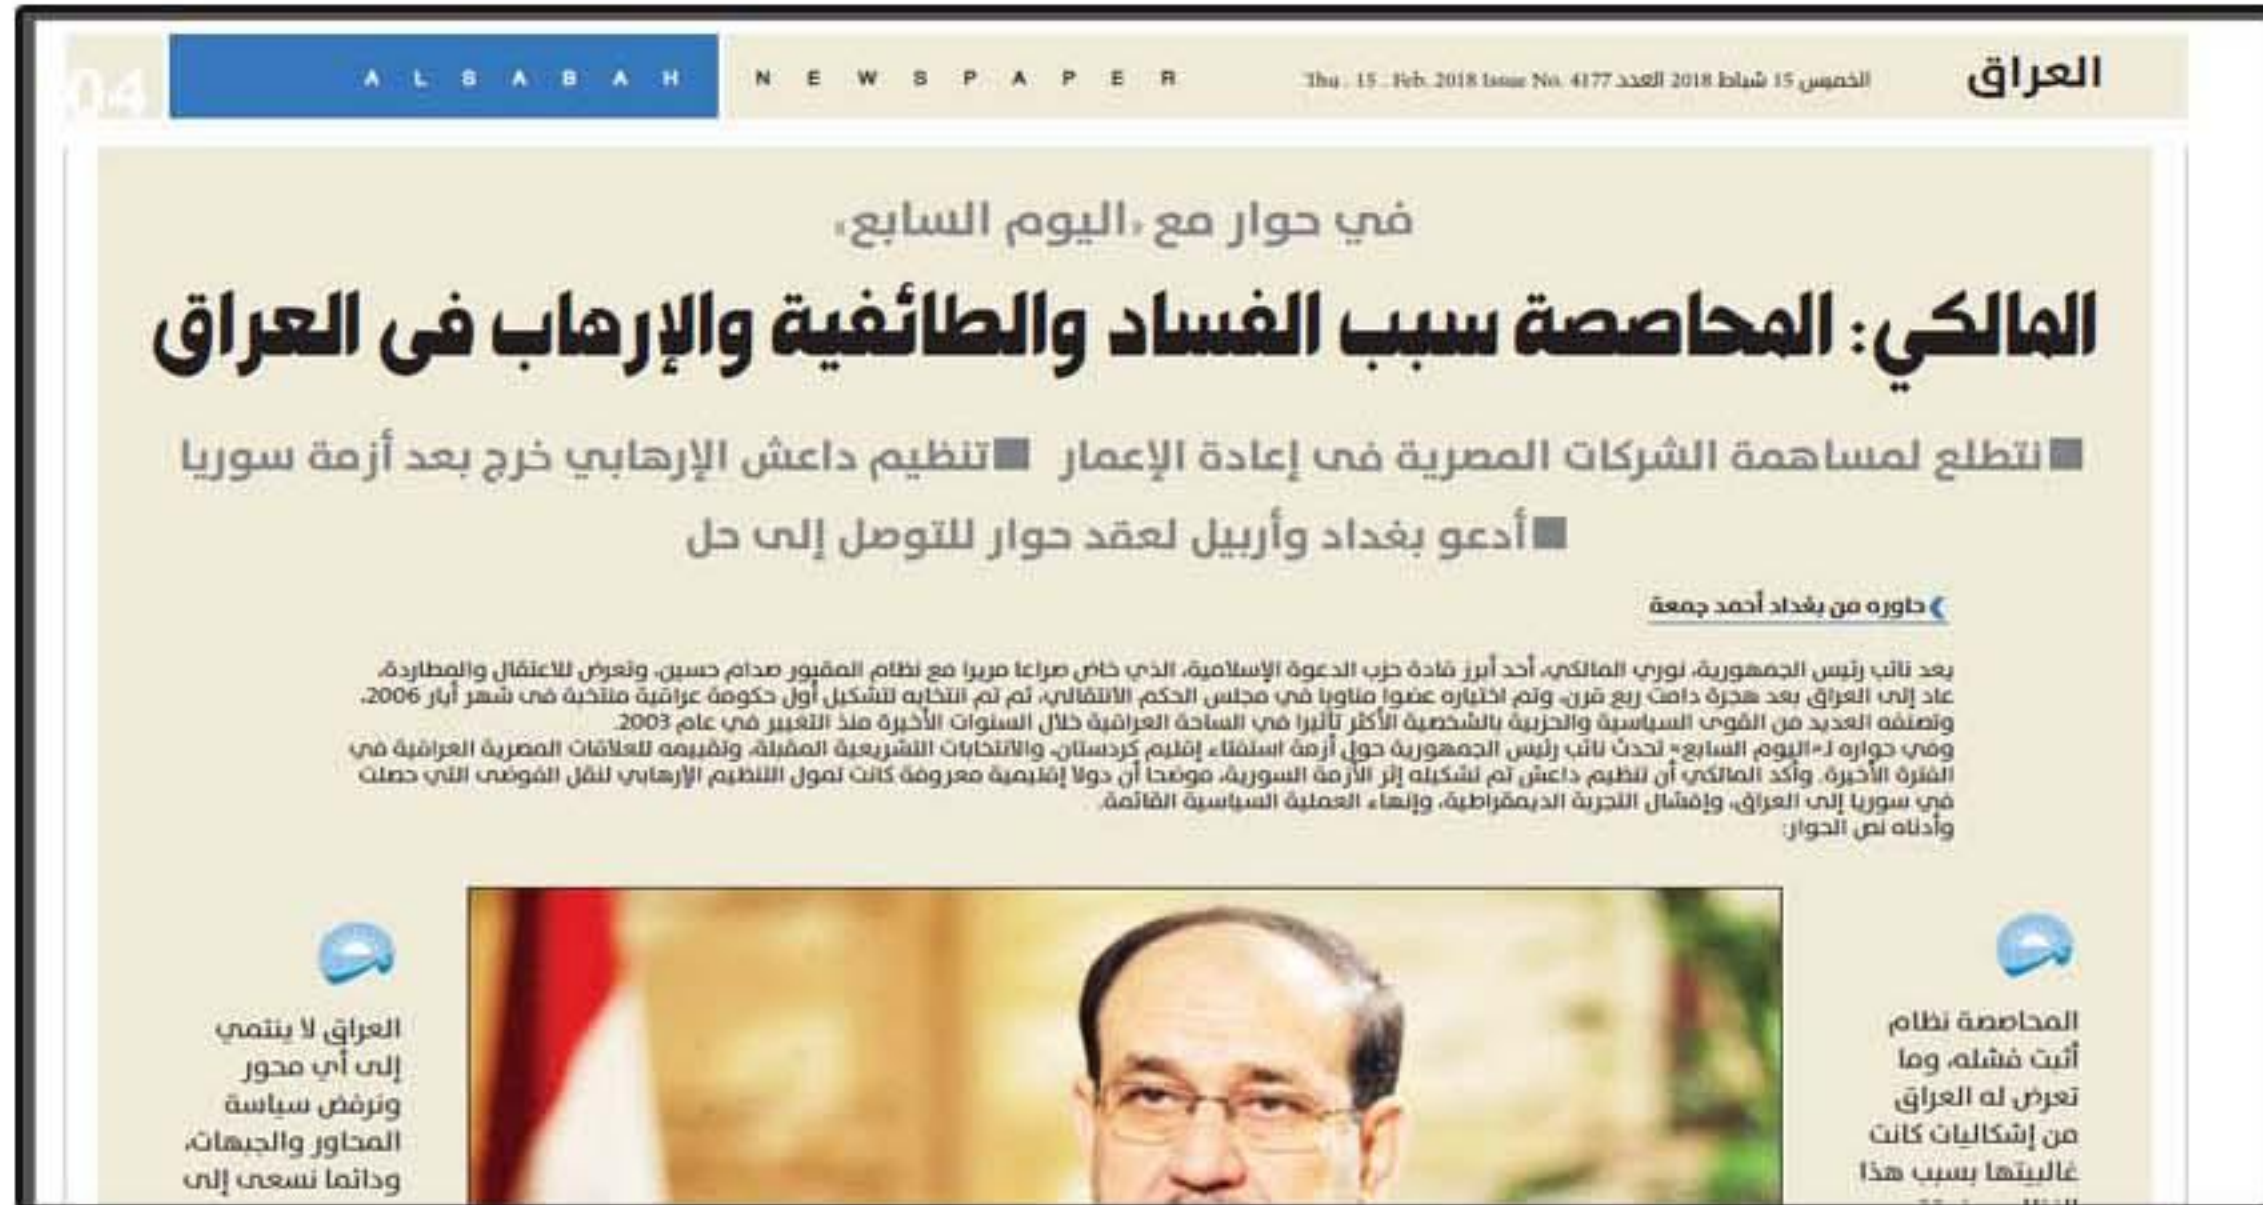 العراق
الخميس 15 شباط 2018 العدد 4177 Thu . 15 . Feb. 2018 Issue No.
ALSABAH NEWSPAPER
04
في حوار مع «اليوم السابع»
المالكي: المحاصصة سبب الفساد والطائفية والإرهاب فى العراق
■ نتطلع لمساهمة الشركات المصرية فى إعادة الإعمار ■ تنظيم داعش الإرهابي خرج بعد أزمة سوريا
■ أدعو بغداد وأربيل لعقد حوار للتوصل إلى حل
حاوره من بغداد أحمد جمعة
يعد نائب رئيس الجمهورية، نوري المالكي، أحد أبرز قادة حزب الدعوة الإسلامية، الذي خاض صراعا مريرا مع نظام المقبور صدام حسين، وتعرض للاعتقال والمطاردة،
عاد إلى العراق بعد هجرة دامت ربع قرن، وتم اختياره عضوا مناوبا في مجلس الحكم الانتقالي، ثم تم انتخابه لتشكيل أول حكومة عراقية منتخبة فى شهر أيار 2006،
وتصنفه العديد من القوى السياسية والحزبية بالشخصية الأكثر تأثيرا في الساحة العراقية خلال السنوات الأخيرة منذ التغيير في عام 2003.
وفي حواره لـ«اليوم السابع» تحدث نائب رئيس الجمهورية حول أزمة استفتاء إقليم كردستان، والانتخابات التشريعية المقبلة، وتقييمه للعلاقات المصرية العراقية في
الفترة الأخيرة. وأكد المالكي أن تنظيم داعش تم تشكيله إثر الأزمة السورية، موضحا أن دولا إقليمية معروفة كانت تمول التنظيم الإرهابي لنقل الفوضى التي حصلت
في سوريا إلى العراق، وإفشال التجربة الديمقراطية، وإنهاء العملية السياسية القائمة.
وأدناه نص الحوار:
المحاصصة نظام
أثبت فشله، وما
تعرض له العراق
من إشكاليات كانت
غالبيتها بسبب هذا
العراق لا ينتمي
إلى أي محور
ونرفض سياسة
المحاور والجبهات،
ودائما نسعى إلى